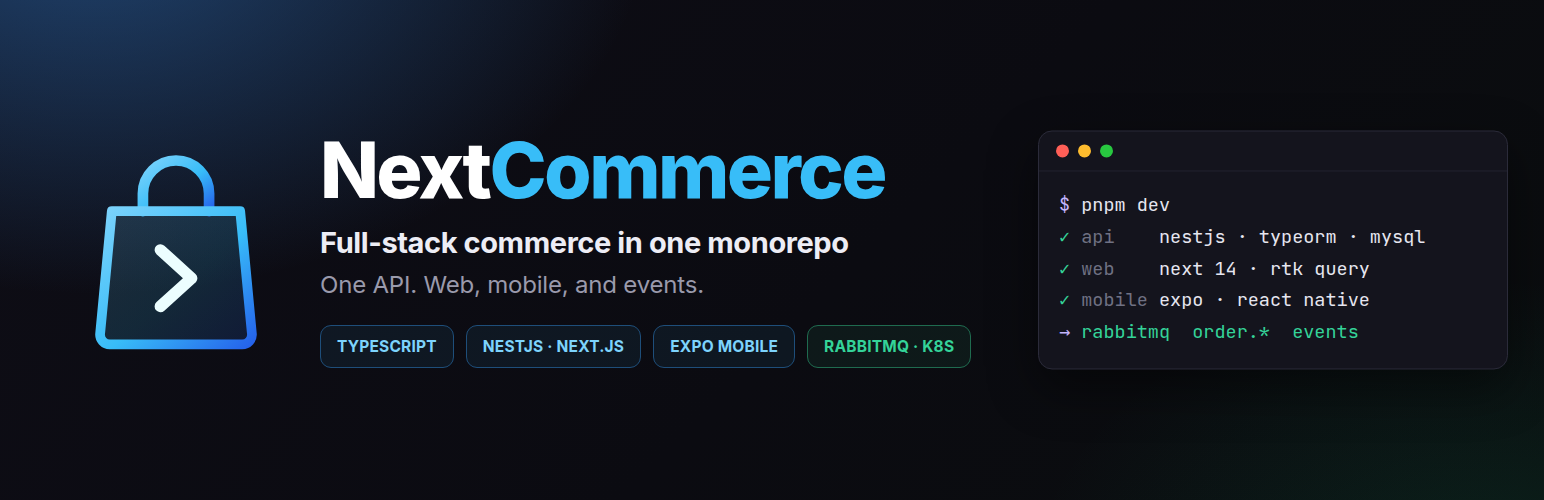 NextCommerce
Full-stack commerce in one monorepo
One API. Web, mobile, and events.
TYPESCRIPT
NESTJS · NEXT.JS
EXPO MOBILE
RABBITMQ · K8S
$ pnpm dev
✓ api nestjs · typeorm · mysql
✓ web next 14 · rtk query
✓ mobile expo · react native
→ rabbitmq order.* events